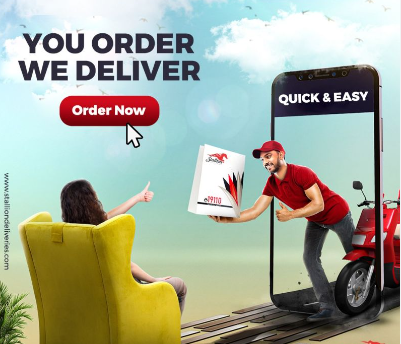 YOU ORDER
WE DELIVER
Order Now
QUICK & EASY
www.stalliondeliveries.com